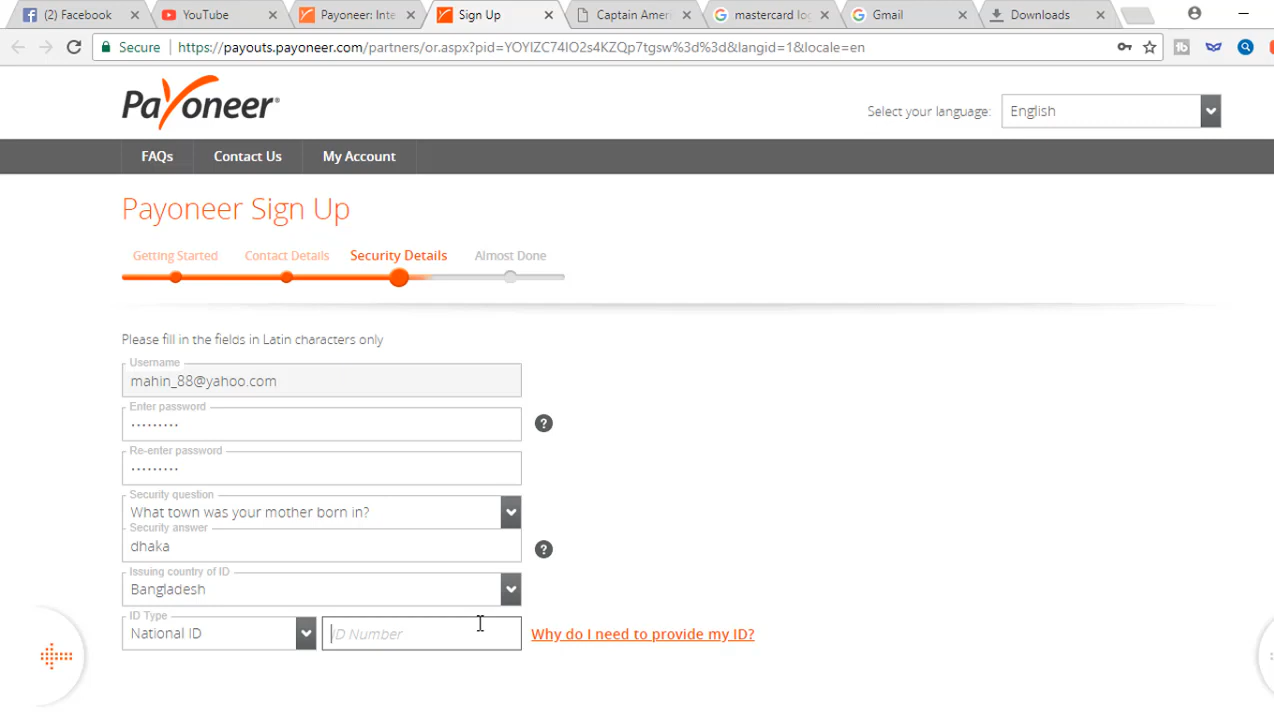 (2) Facebook
YouTube
Payoneer: Inte
Sign Up
Captain Ameri
mastercard log
Gmail
Downloads
Secure
https://payouts.payoneer.com/partners/or.aspx?pid=YOYIZC74IO2s4KZQp7tgsw%3d%3d&langid=1&locale=en
Payoneer
Select your language:
English
FAQs
Contact Us
My Account
Payoneer Sign Up
Getting Started
Contact Details
Security Details
Almost Done
Please fill in the fields in Latin characters only
Username
mahin_88@yahoo.com
Enter password
.........
?
Re-enter password
.........
Security question
What town was your mother born in?
Security answer
dhaka
?
Issuing country of ID
Bangladesh
ID Type
National ID
ID Number
Why do I need to provide my ID?